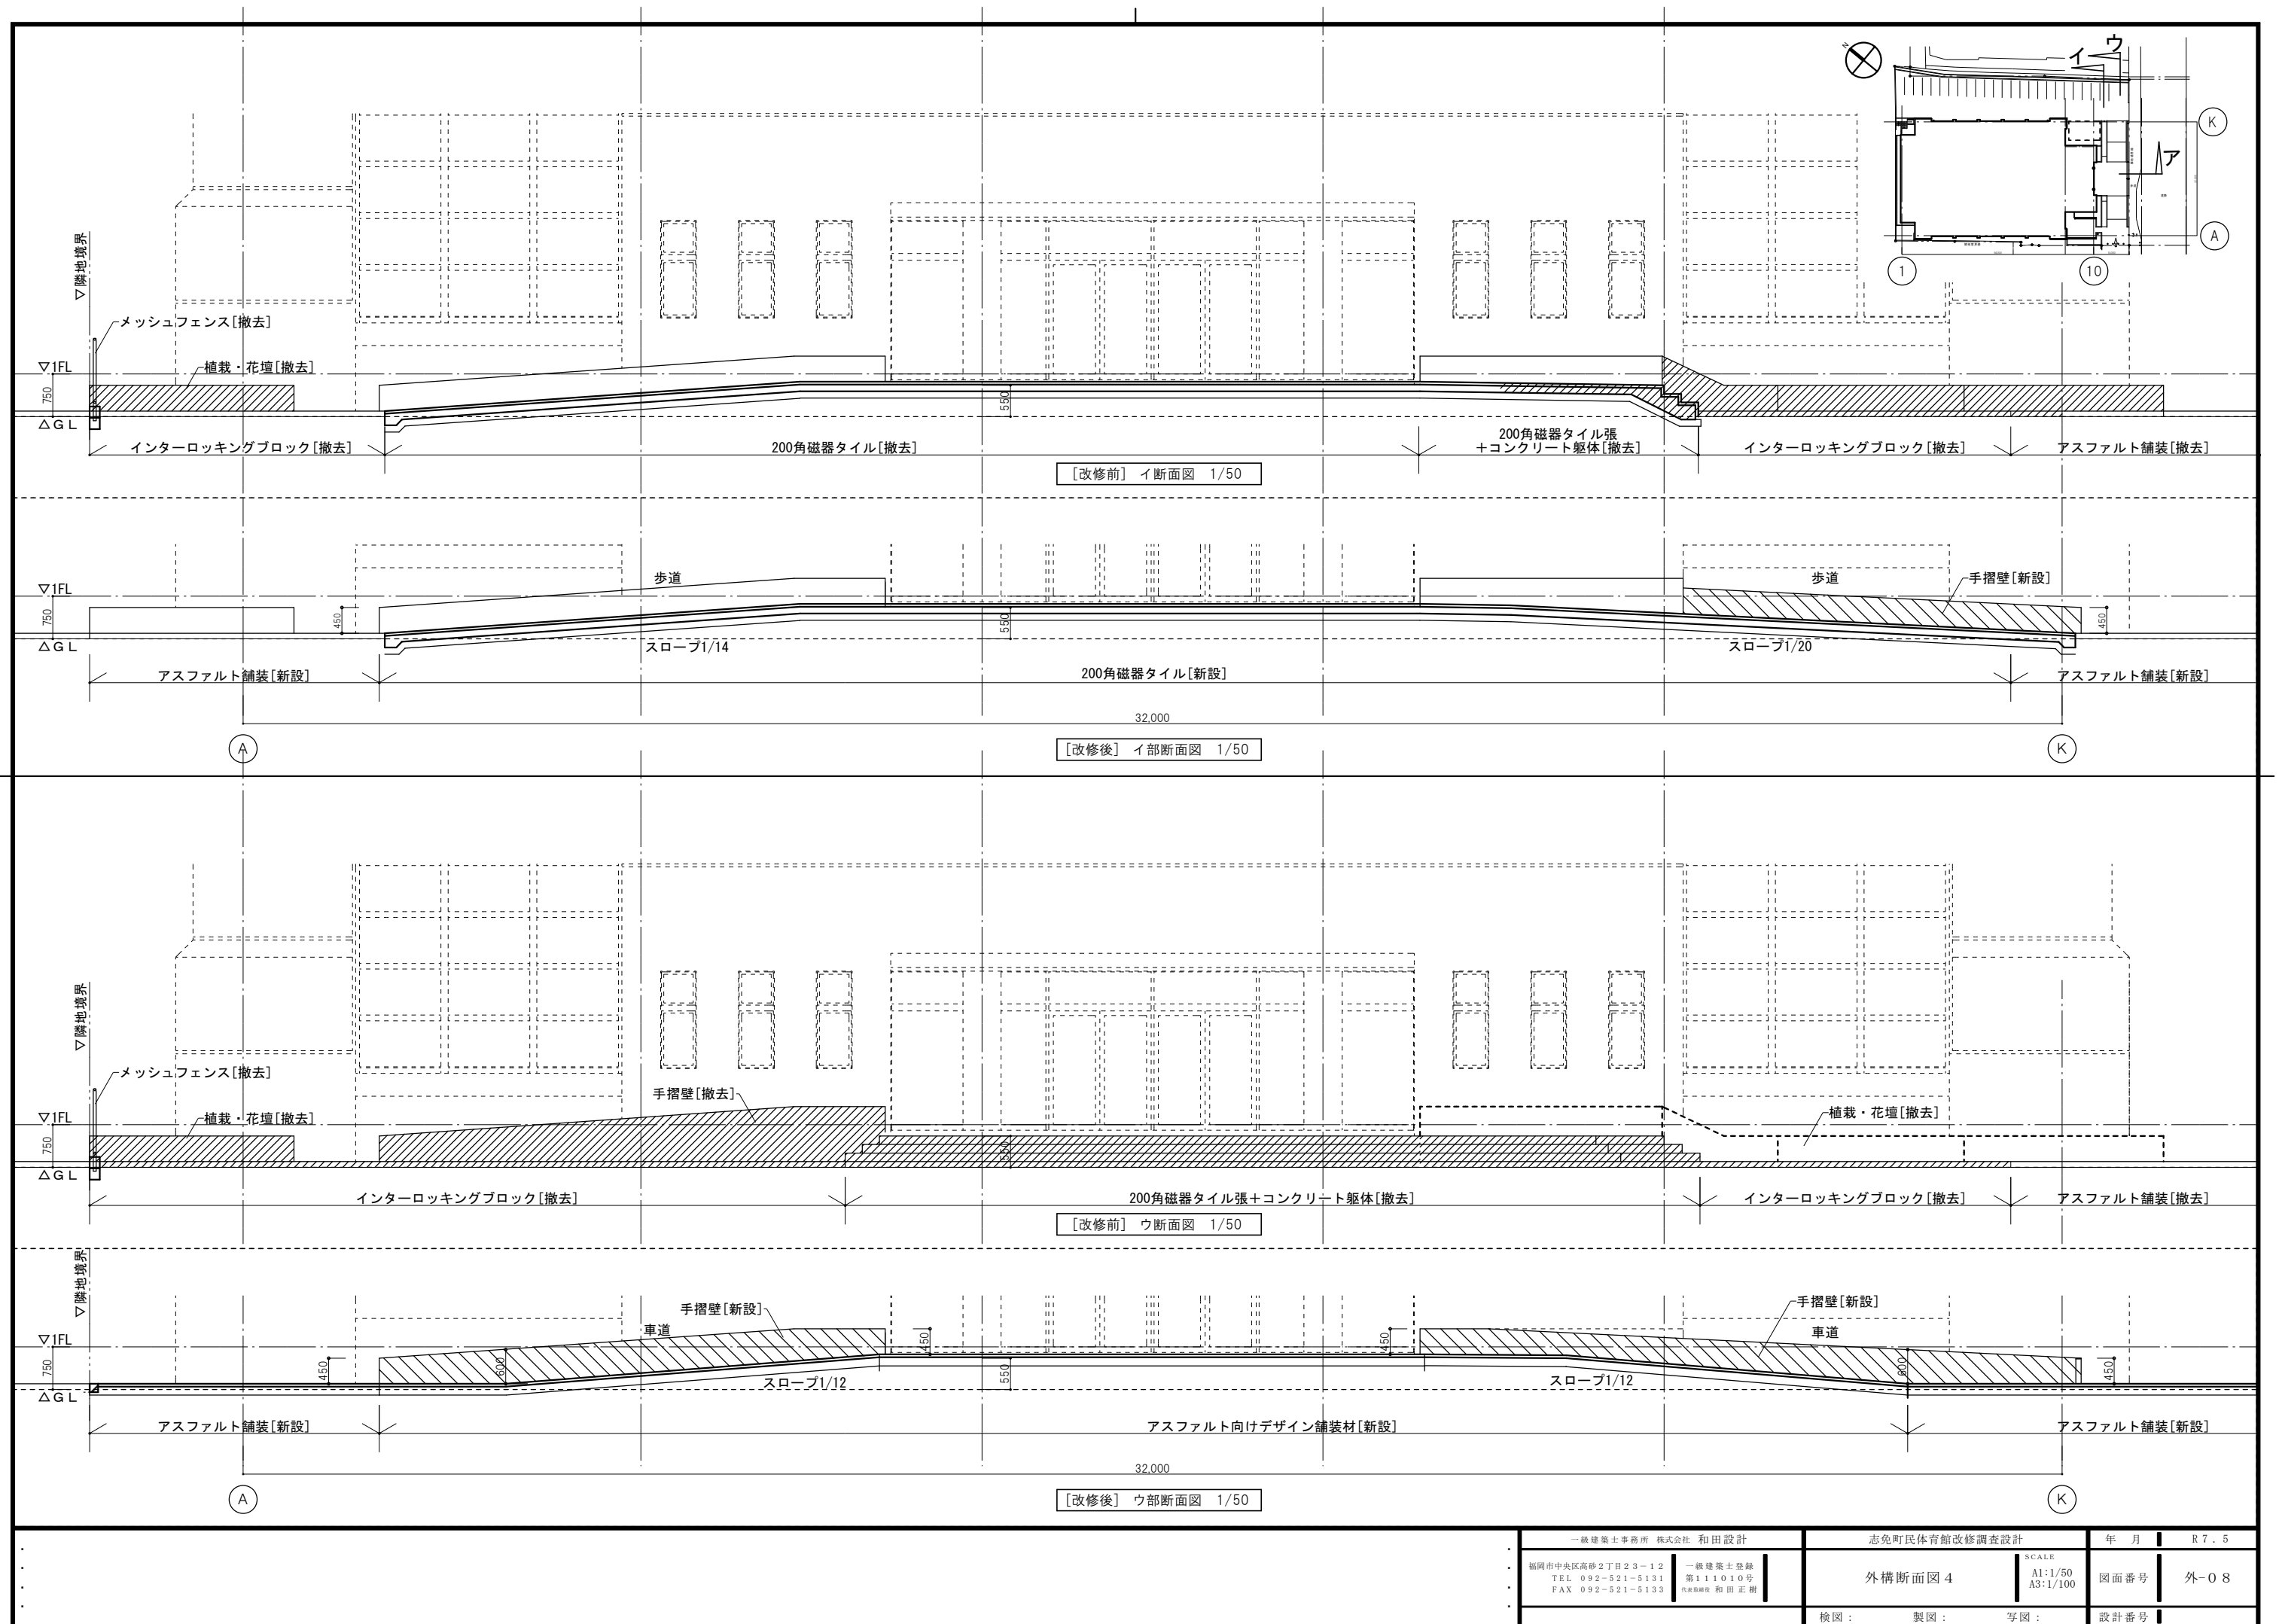 N
イ
ウ
K
ア
A
1
10
▽隣地境界
メッシュフェンス[撤去]
▽1FL
植栽・花壇[撤去]
750
△GL
550
インターロッキングブロック[撤去]
200角磁器タイル[撤去]
200角磁器タイル張
+コンクリート躯体[撤去]
インターロッキングブロック[撤去]
アスファルト舗装[撤去]
[改修前] イ断面図 1/50
歩道
歩道
手摺壁[新設]
▽1FL
750
450
550
450
△GL
スロープ1/14
スロープ1/20
アスファルト舗装[新設]
200角磁器タイル[新設]
アスファルト舗装[新設]
32,000
A
[改修後] イ部断面図 1/50
K
▽隣地境界
メッシュフェンス[撤去]
手摺壁[撤去]
▽1FL
植栽・花壇[撤去]
植栽・花壇[撤去]
750
550
△GL
インターロッキングブロック[撤去]
200角磁器タイル張+コンクリート躯体[撤去]
インターロッキングブロック[撤去]
アスファルト舗装[撤去]
[改修前] ウ断面図 1/50
▽隣地境界
手摺壁[新設]
手摺壁[新設]
車道
車道
▽1FL
750
450
600
450
550
450
600
450
△GL
スロープ1/12
スロープ1/12
アスファルト舗装[新設]
アスファルト向けデザイン舗装材[新設]
アスファルト舗装[新設]
32,000
A
[改修後] ウ部断面図 1/50
K
一級建築士事務所 株式会社 和田設計
福岡市中央区高砂2丁目23-12
TEL 092-521-5131
FAX 092-521-5133
一級建築士登録
第111010号
和田正樹
志免町民体育館改修調査設計
年 月
R7.5
外構断面図4
SCALE
A1:1/50
A3:1/100
図面番号
外-08
検図:
製図:
写図:
設計番号